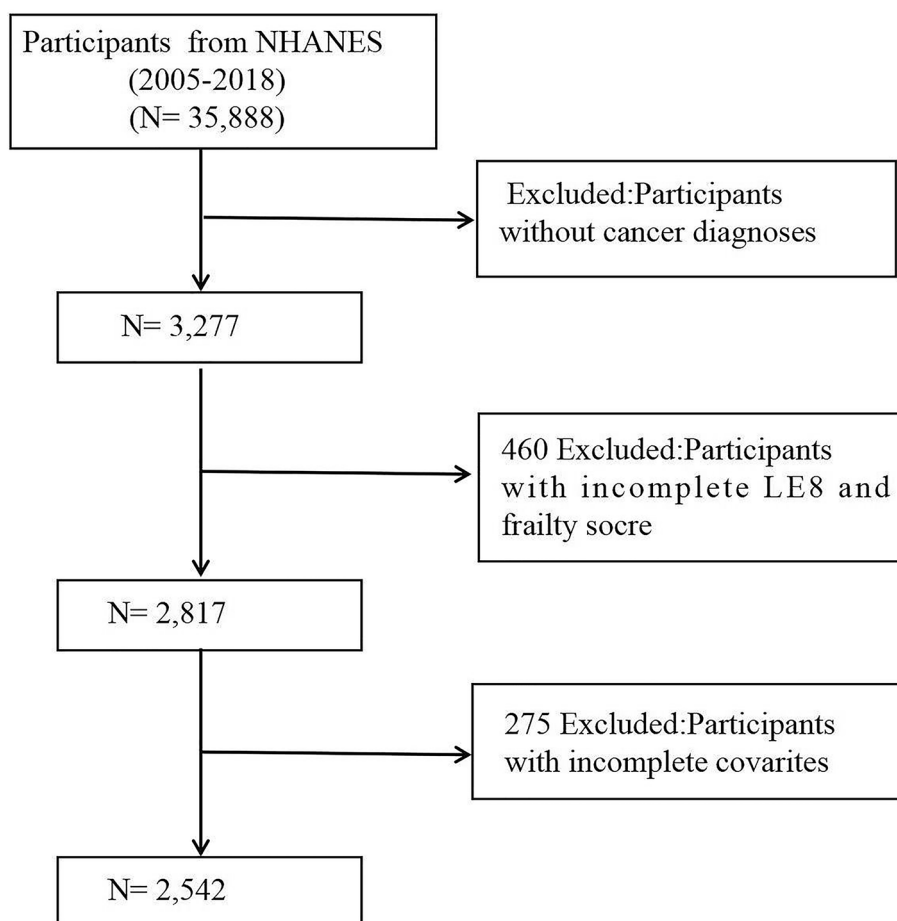 Participants from NHANES
(2005-2018)
(N= 35,888)
Excluded:Participants
without cancer diagnoses
N= 3,277
460 Excluded:Participants
with incomplete LE8 and
frailty socre
N= 2,817
275 Excluded:Participants
with incomplete covarites
N= 2,542